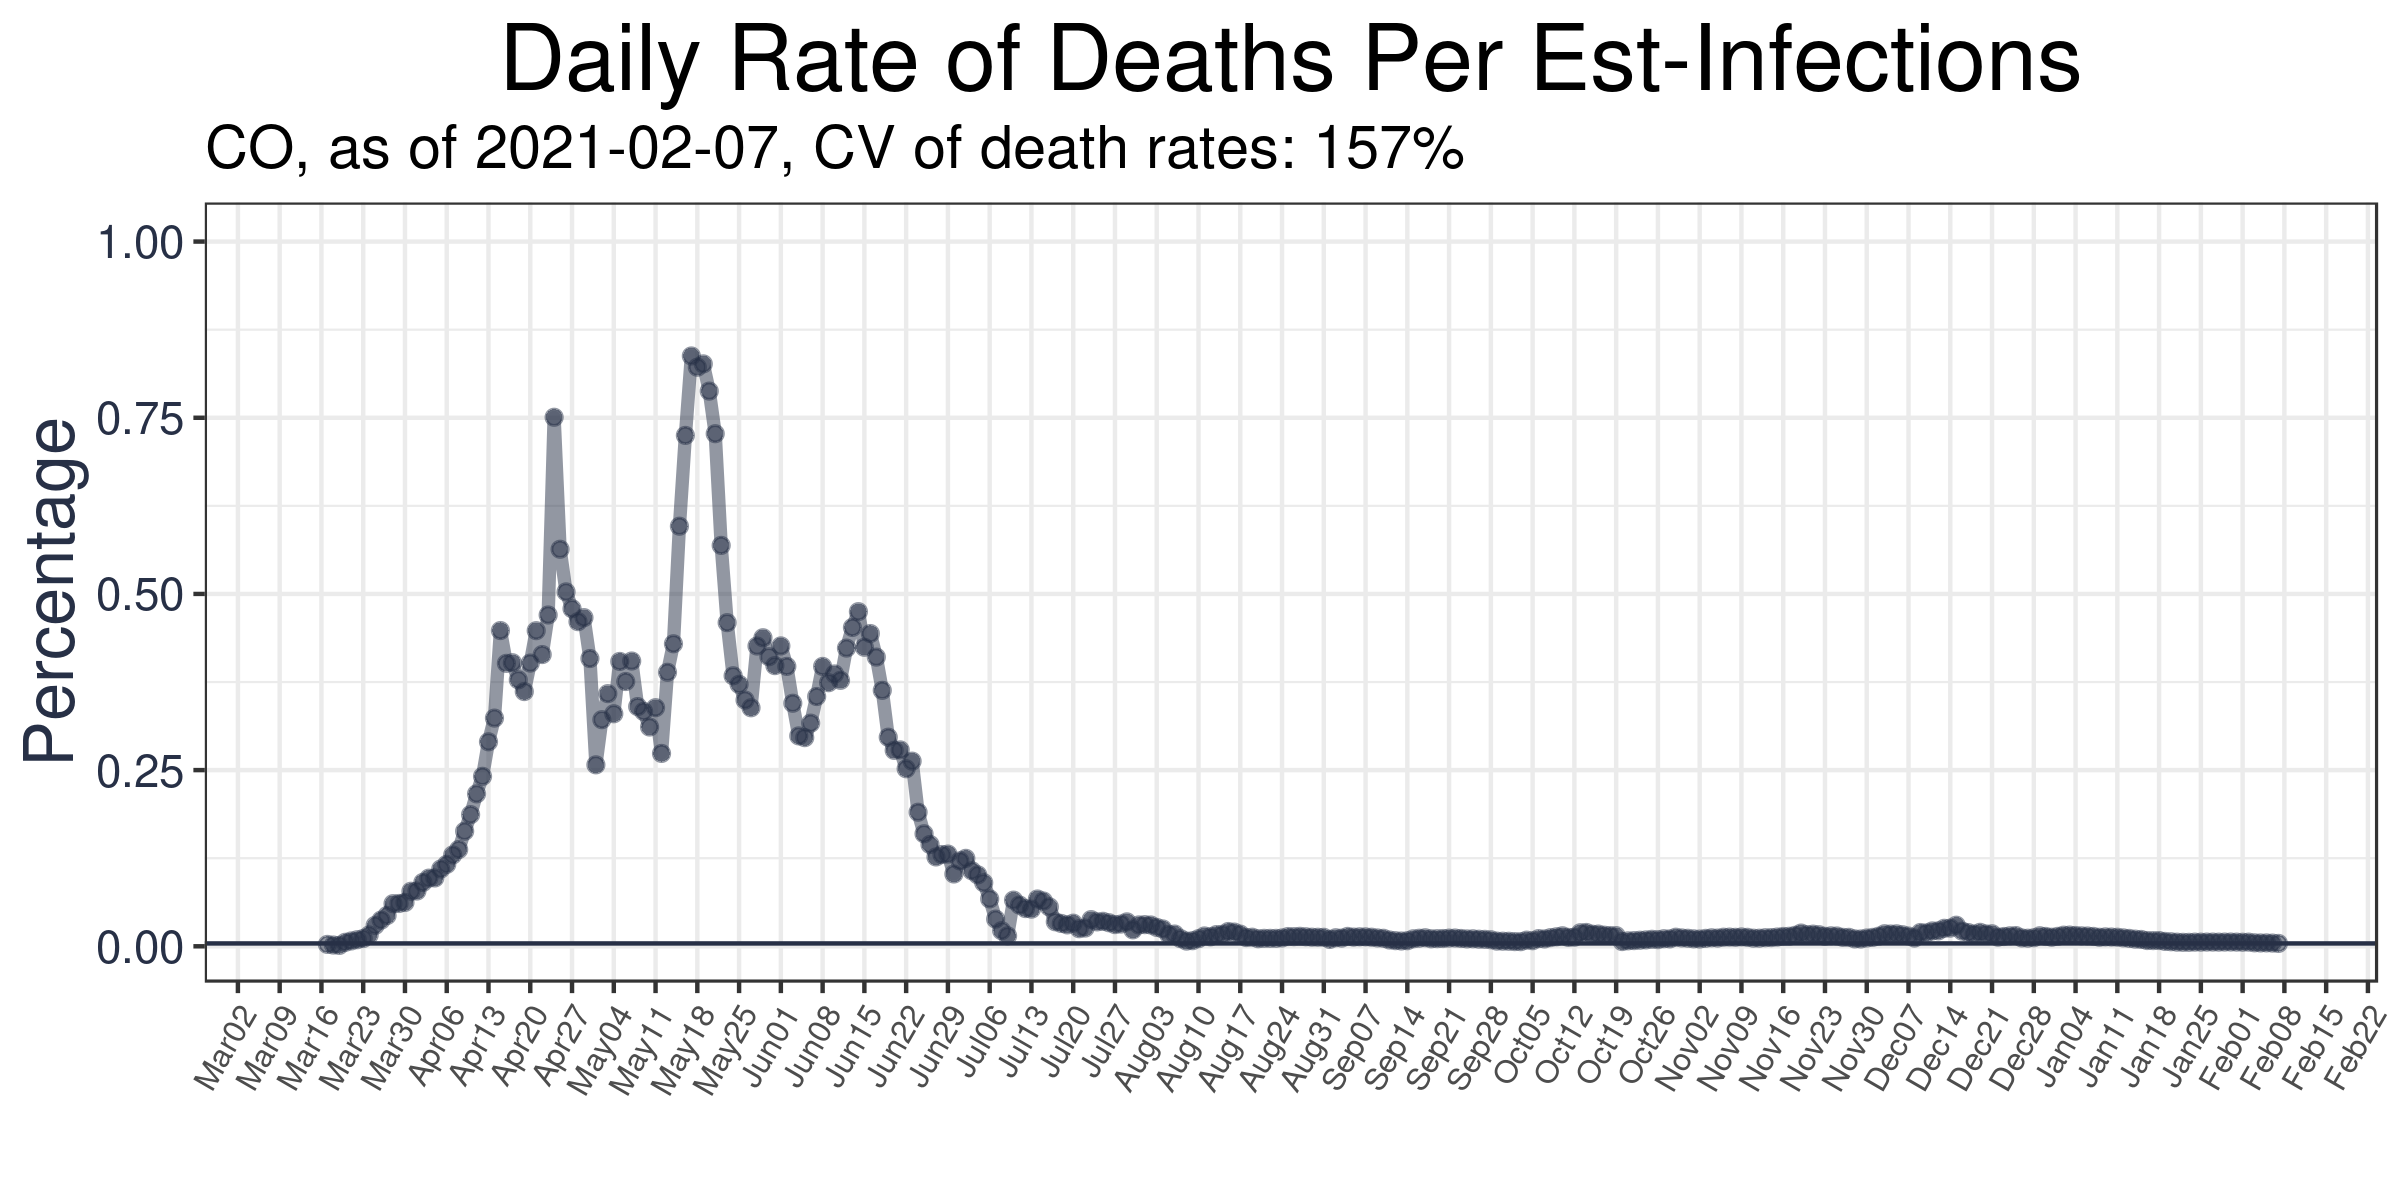 Daily Rate of Deaths Per Est-Infections
CO, as of 2021-02-07, CV of death rates: 157%
Percentage
1.00
0.75
0.50
0.25
0.00
Mar02 Mar09 Mar16 Mar23 Mar30 Apr06 Apr13 Apr20 Apr27 May04 May11 May18 May25 Jun01 Jun08 Jun15 Jun22 Jun29 Jul06 Jul13 Jul20 Jul27 Aug03 Aug10 Aug17 Aug24 Aug31 Sep07 Sep14 Sep21 Sep28 Oct05 Oct12 Oct19 Oct26 Nov02 Nov09 Nov16 Nov23 Nov30 Dec07 Dec14 Dec21 Dec28 Jan04 Jan11 Jan18 Jan25 Feb01 Feb08 Feb15 Feb22